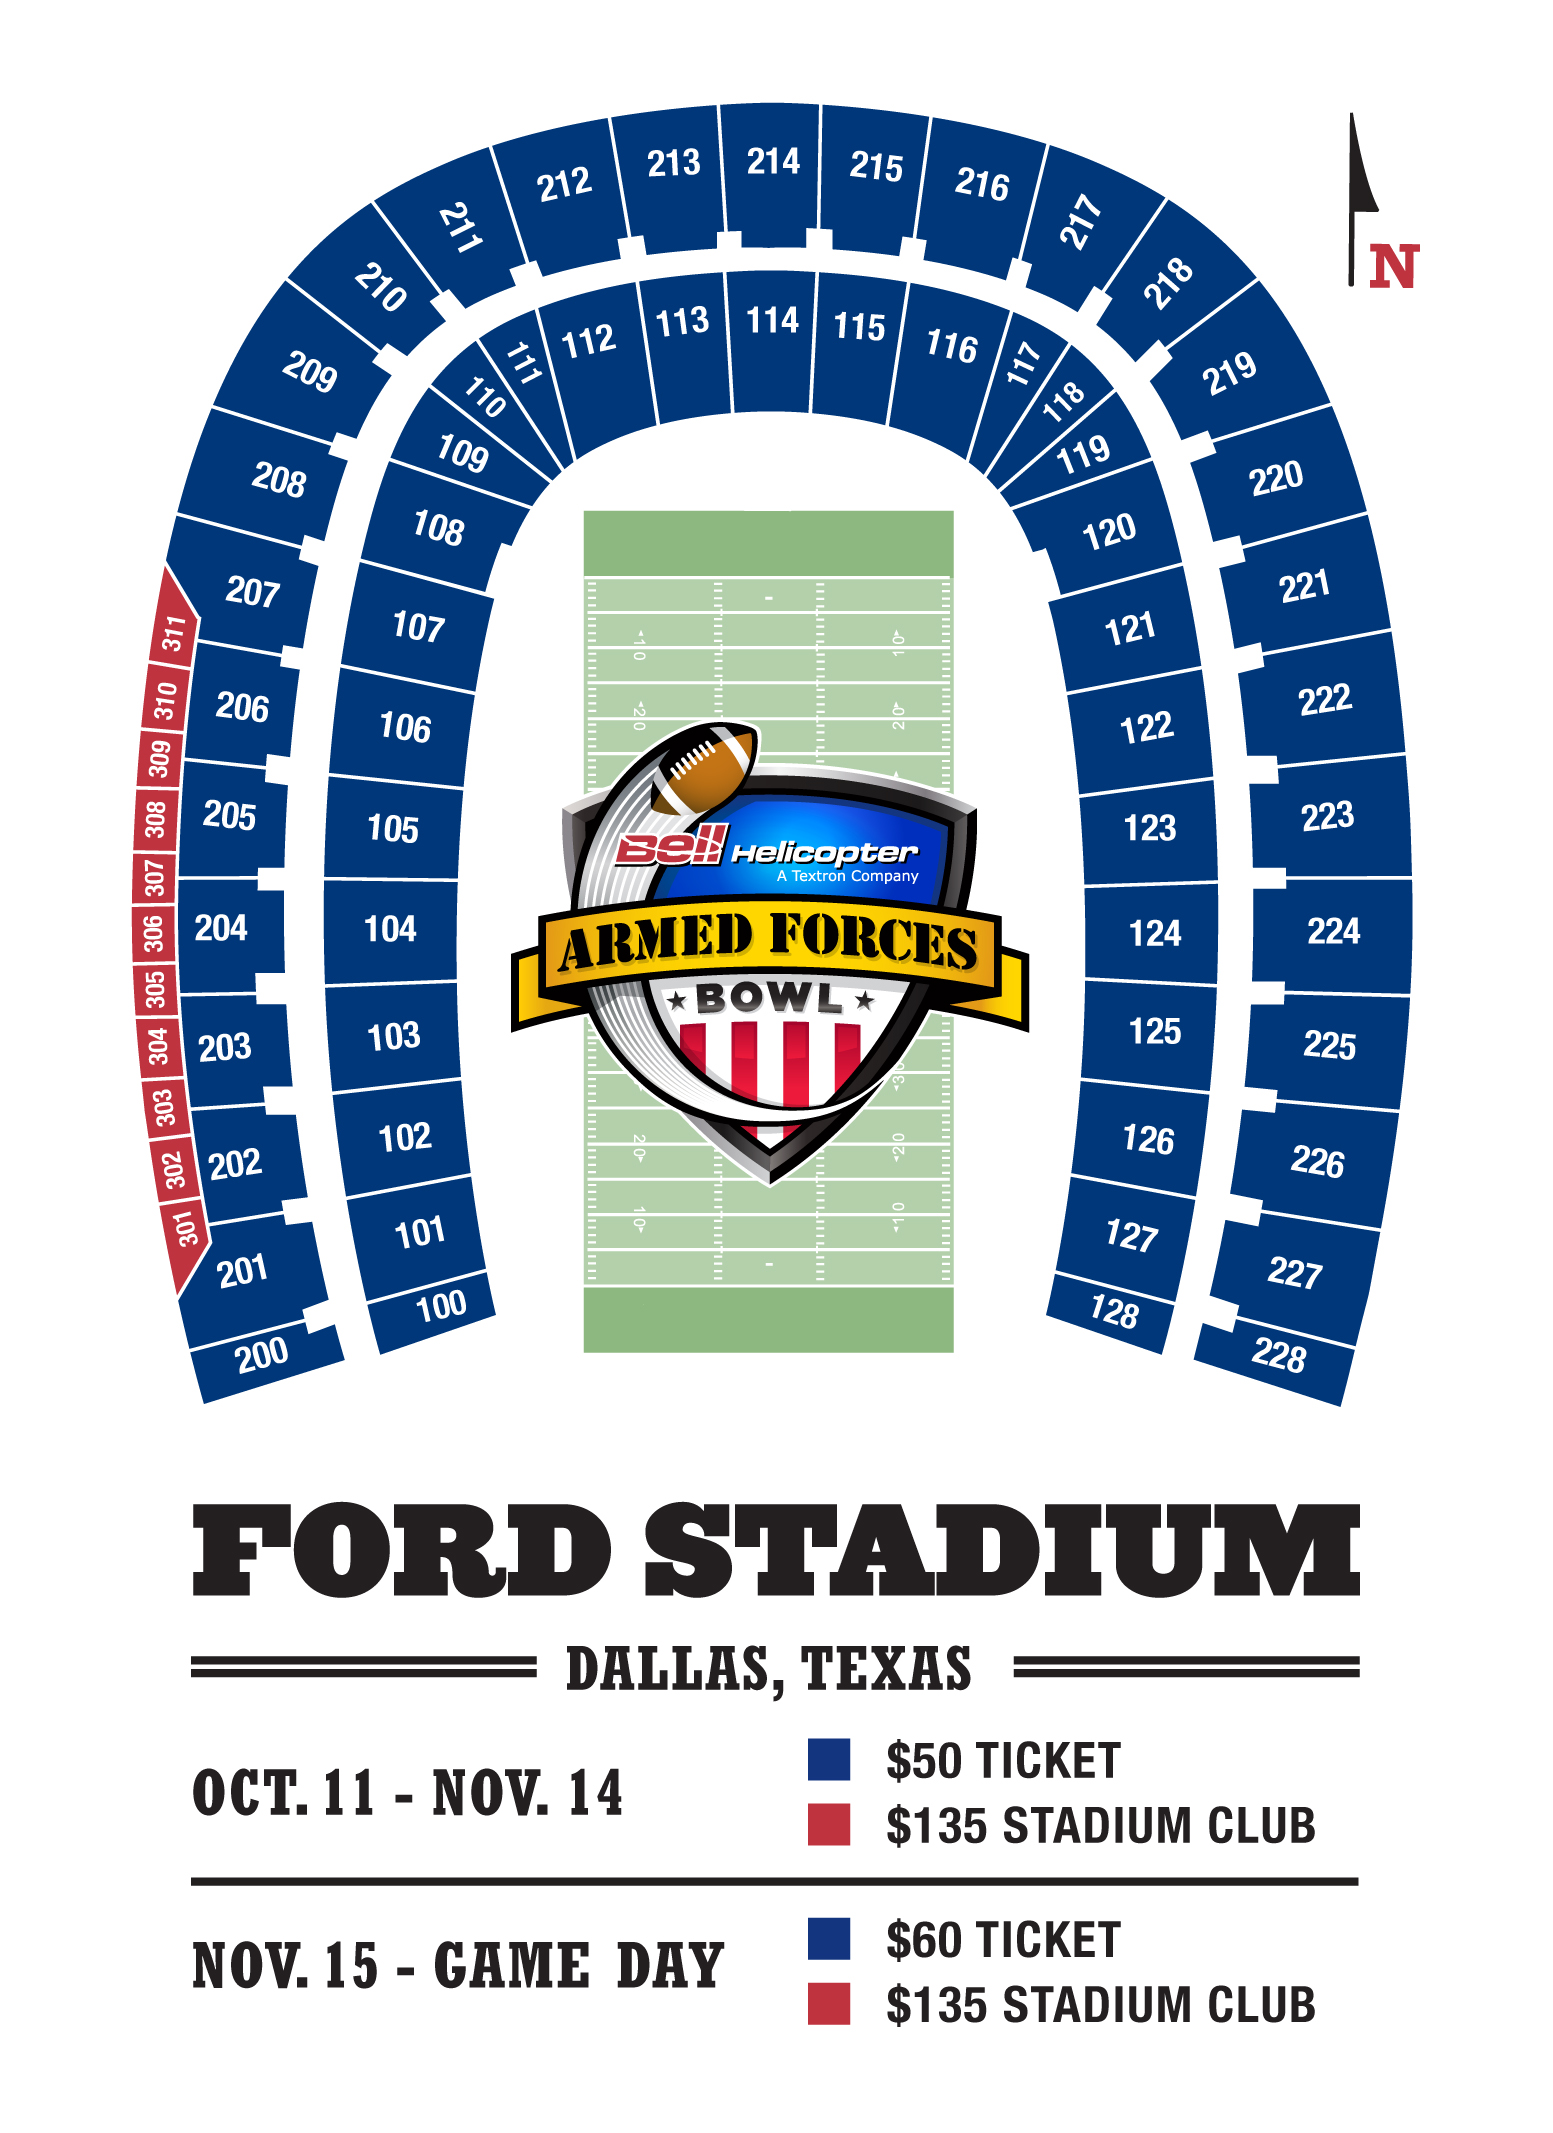 213 214 215
212 216
211 217
210 218
113 114 115
112 116
111 117
110 118
209 219
109 119
208 220
108 120
207 221
107 121
311
206 222
106 122
310
309
205 223
105 123
308
307
204 224
104 124
306
305
203 225
103 125
304
303
202 226
102 126
302
301
201 227
101 127
200 228
100 128
N
10 10
20 20
Bell Helicopter
A Textron Company
ARMED FORCES
BOWL
30
20 20
10 10
FORD STADIUM
DALLAS, TEXAS
OCT. 11 - NOV. 14
$50 TICKET
$135 STADIUM CLUB
NOV. 15 - GAME DAY
$60 TICKET
$135 STADIUM CLUB